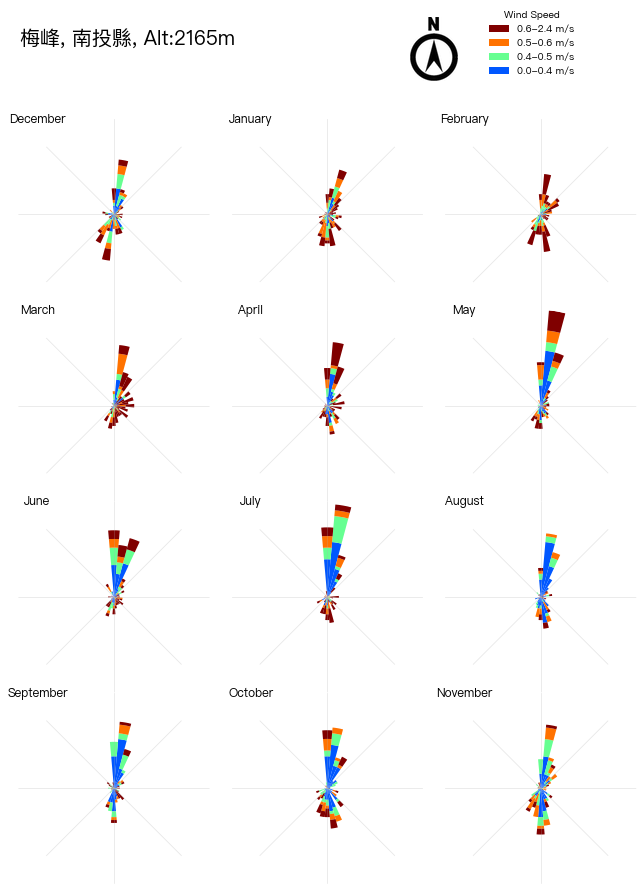 梅峰, 南投縣, Alt:2165m
N
Wind Speed
0.6-2.4 m/s
0.5-0.6 m/s
0.4-0.5 m/s
0.0-0.4 m/s
December
January
February
March
April
May
June
July
August
September
October
November